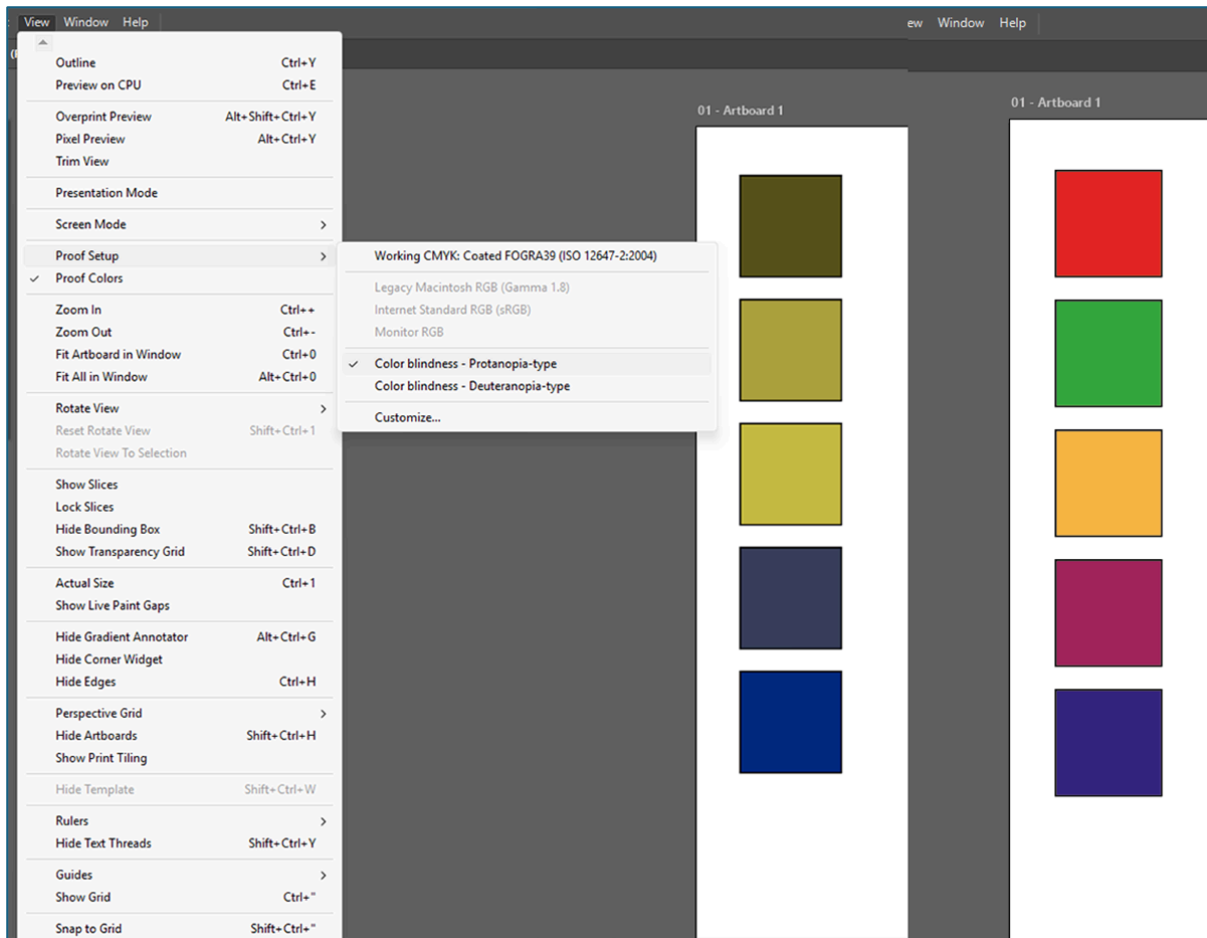 View Window Help
ew Window Help
Outline Ctrl+Y
Preview on CPU Ctrl+E
Overprint Preview Alt+Shift+Ctrl+Y
Pixel Preview Alt+Ctrl+Y
Trim View
Presentation Mode
Screen Mode
Proof Setup
Proof Colors
Zoom In Ctrl++
Zoom Out Ctrl+-
Fit Artboard in Window Ctrl+0
Fit All in Window Alt+Ctrl+0
Rotate View
Reset Rotate View Shift+Ctrl+1
Rotate View To Selection
Show Slices
Lock Slices
Hide Bounding Box Shift+Ctrl+B
Show Transparency Grid Shift+Ctrl+D
Actual Size Ctrl+1
Show Live Paint Gaps
Hide Gradient Annotator Alt+Ctrl+G
Hide Corner Widget
Hide Edges Ctrl+H
Perspective Grid
Hide Artboards Shift+Ctrl+H
Show Print Tiling
Hide Template Shift+Ctrl+W
Rulers
Hide Text Threads Shift+Ctrl+Y
Guides
Show Grid Ctrl+"
Snap to Grid Shift+Ctrl+"
Working CMYK: Coated FOGRA39 (ISO 12647-2:2004)
Legacy Macintosh RGB (Gamma 1.8)
Internet Standard RGB (sRGB)
Monitor RGB
Color blindness - Protanopia-type
Color blindness - Deuteranopia-type
Customize...
01 - Artboard 1
01 - Artboard 1